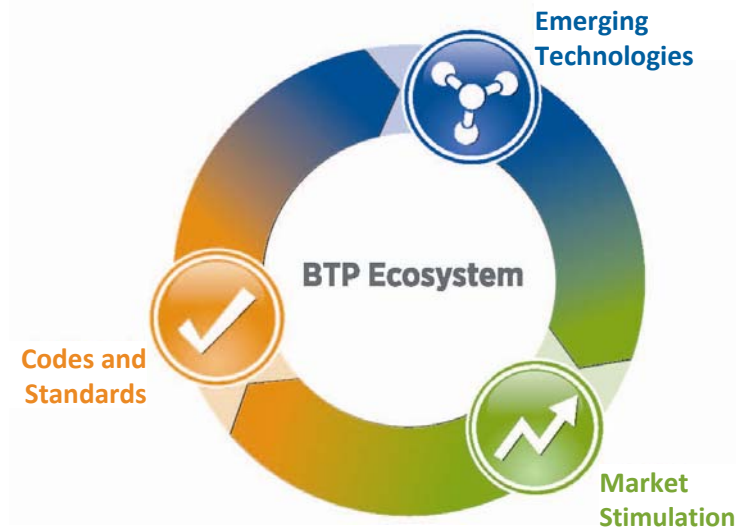 Emerging
Technologies
BTP Ecosystem
Codes and
Standards
Market
Stimulation